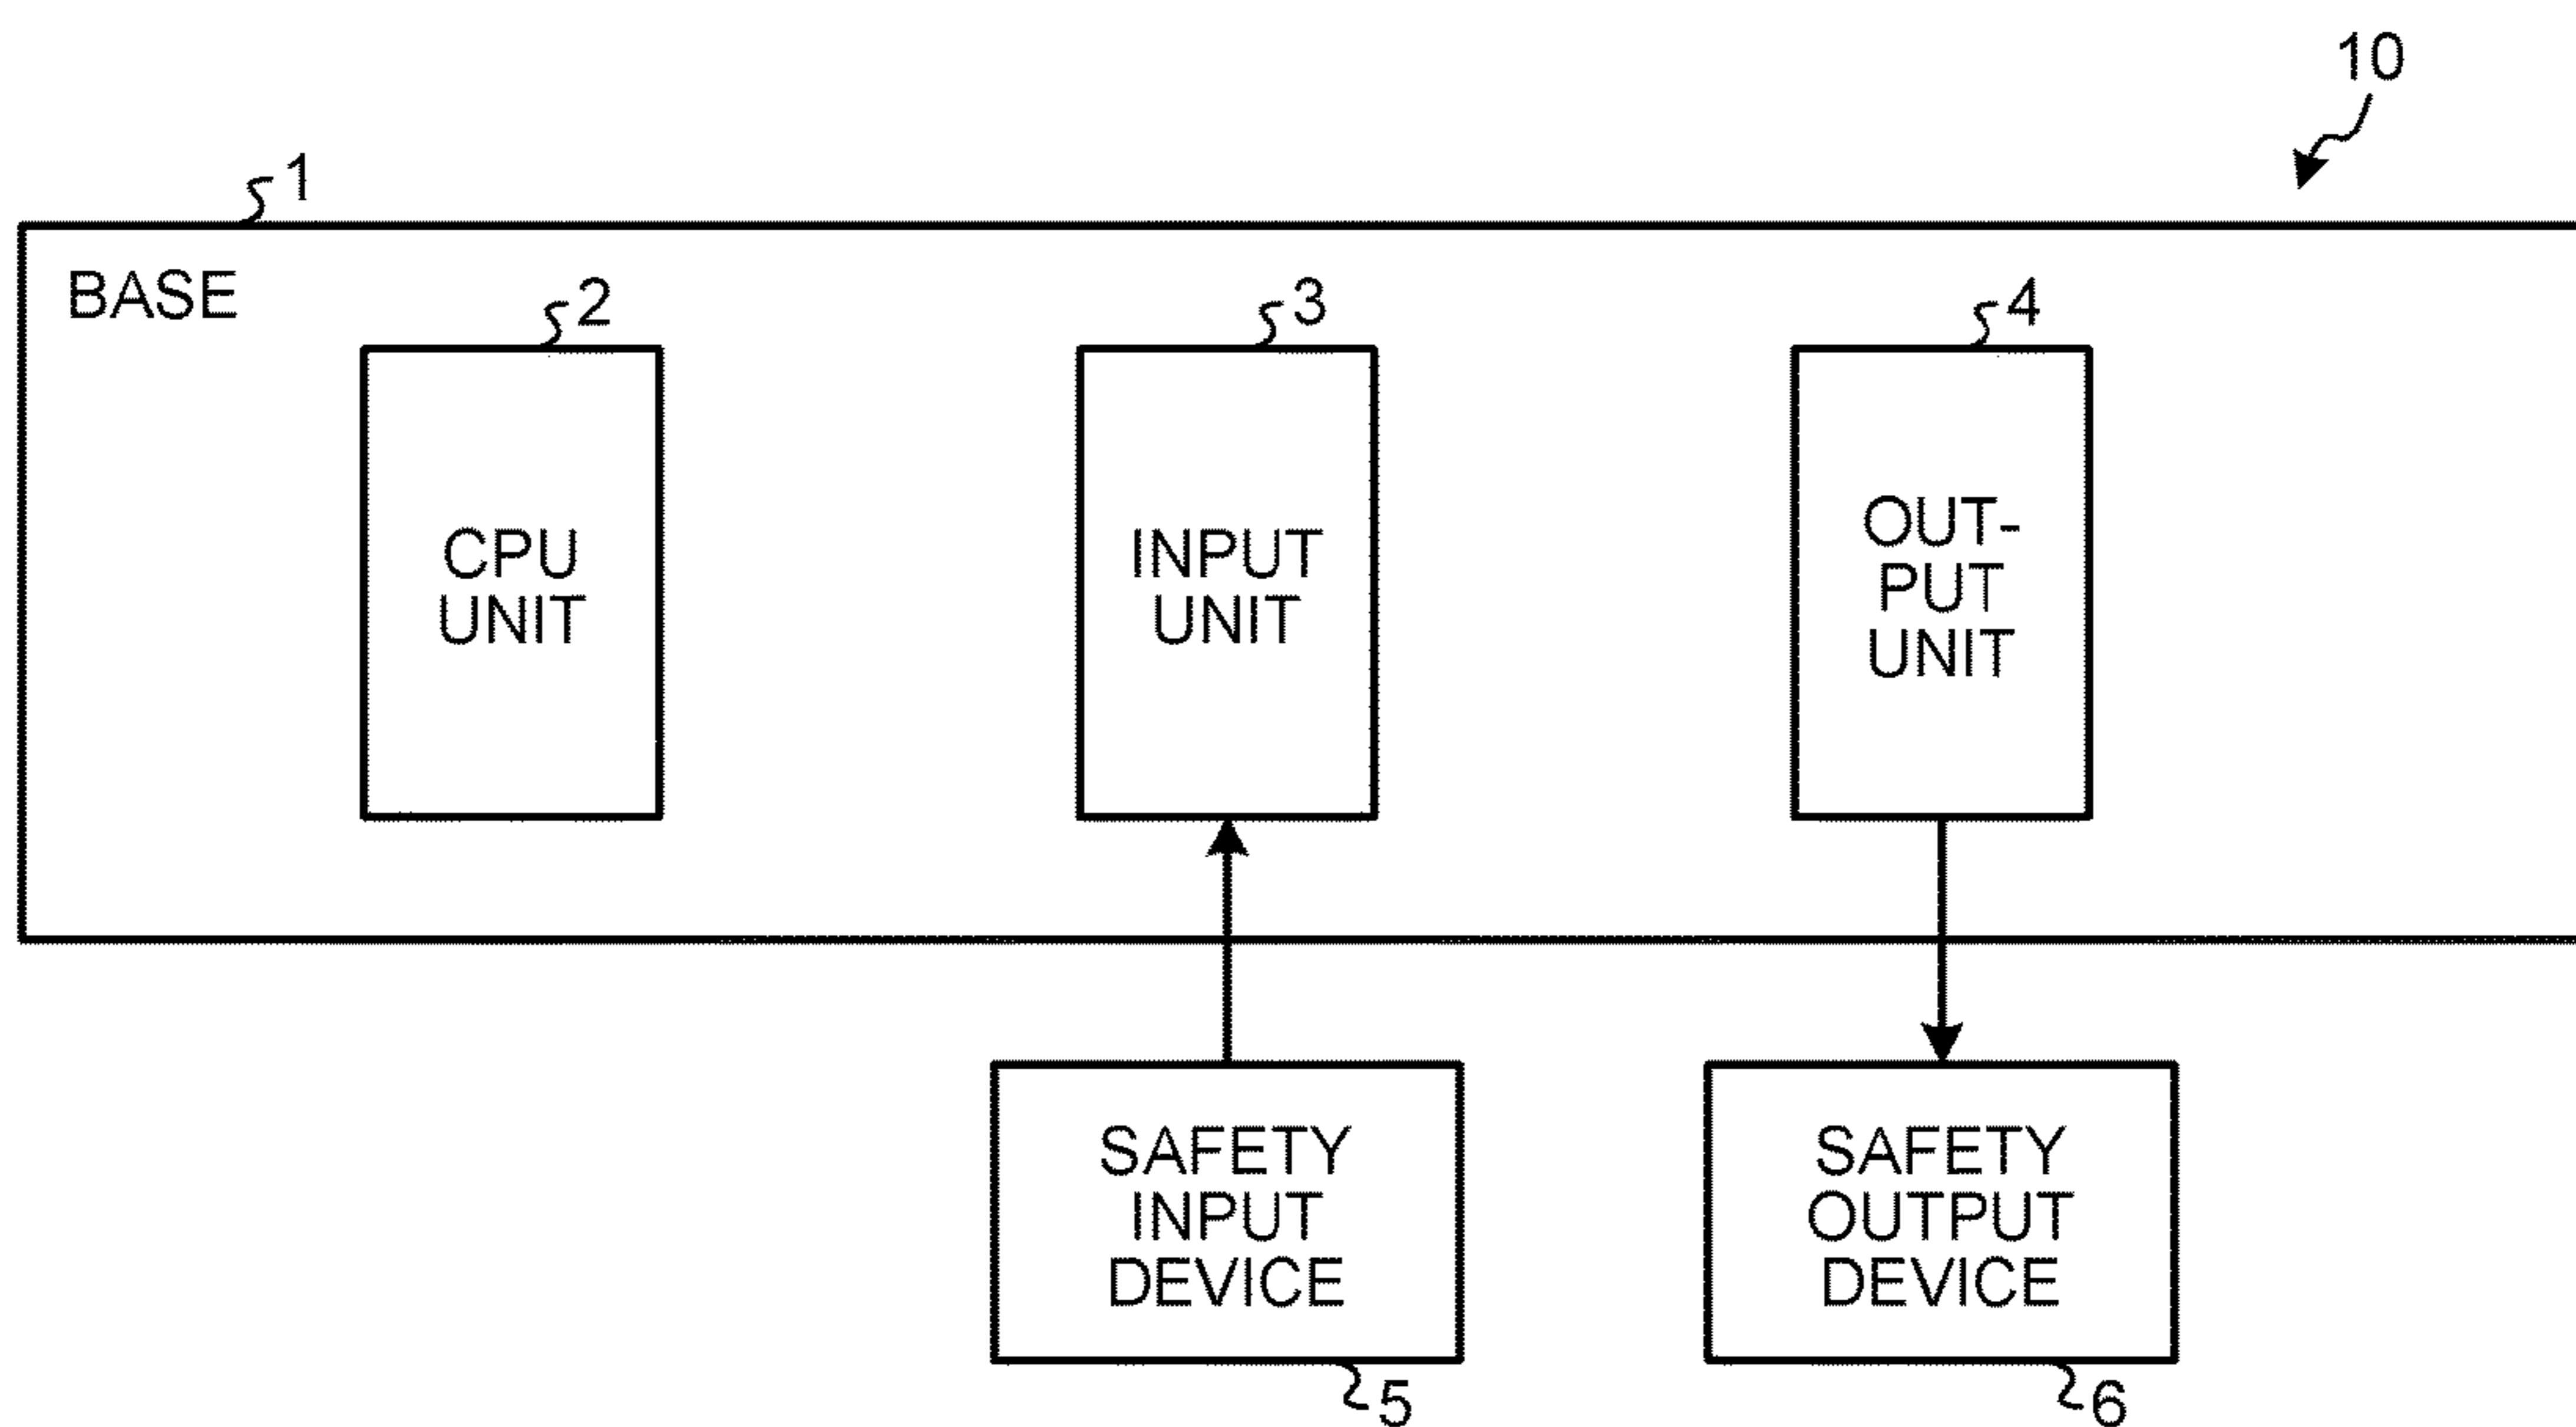 10
1
BASE
2
3
4
CPU
UNIT
INPUT
UNIT
OUT-
PUT
UNIT
SAFETY
INPUT
DEVICE
SAFETY
OUTPUT
DEVICE
5
6